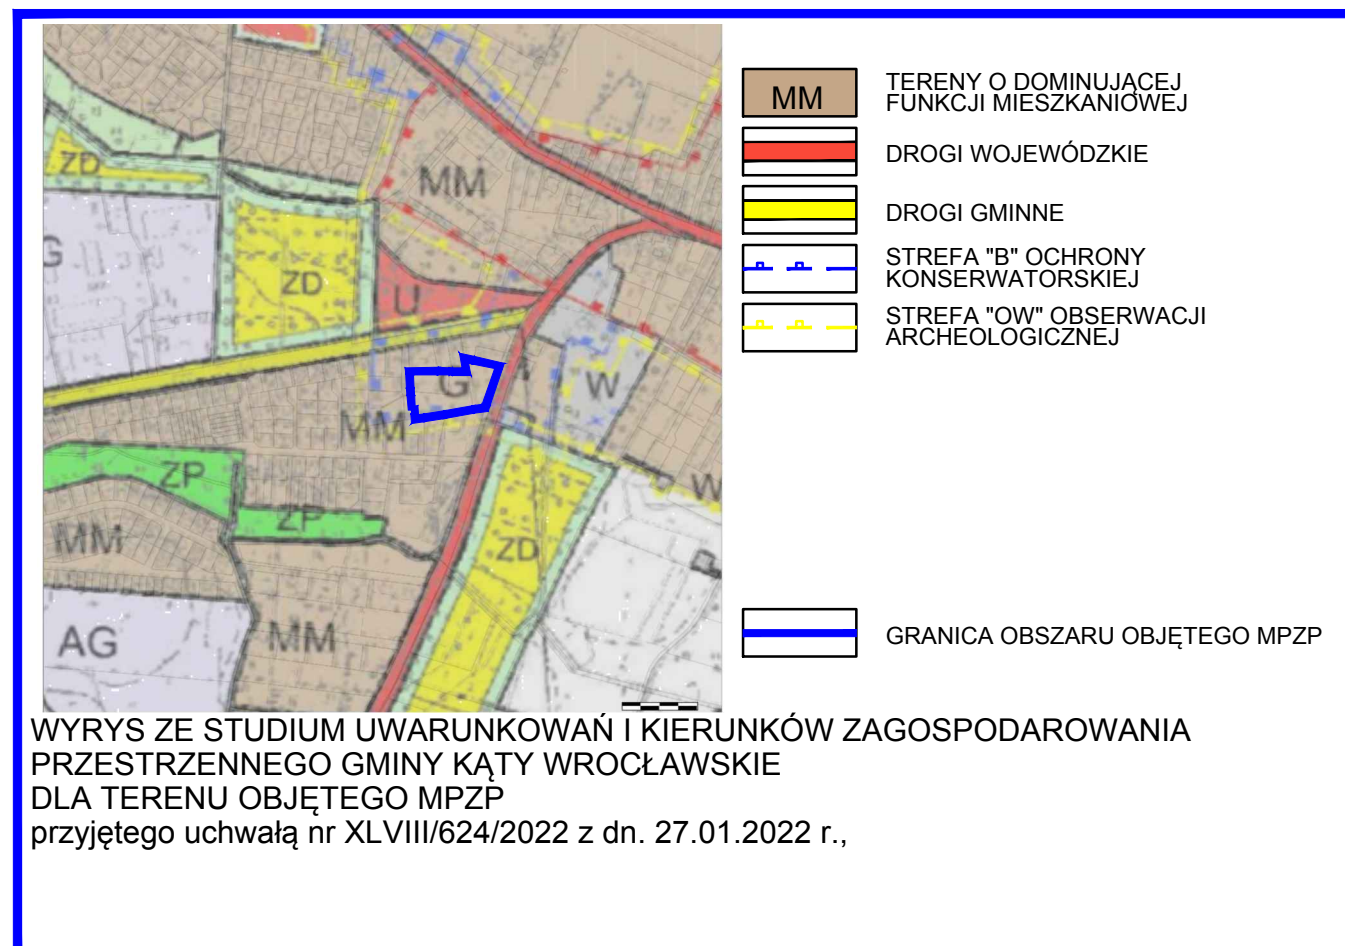 ZD
MM
G
ZD
U
G
W
MM
ZP
ZP
W
MM
ZD
AG
MM
MM
TERENY O DOMINUJĄCEJ
FUNKCJI MIESZKANIOWEJ
DROGI WOJEWÓDZKIE
DROGI GMINNE
STREFA "B" OCHRONY
KONSERWATORSKIEJ
STREFA "OW" OBSERWACJI
ARCHEOLOGICZNEJ
GRANICA OBSZARU OBJĘTEGO MPZP
WYRYS ZE STUDIUM UWARUNKOWAŃ I KIERUNKÓW ZAGOSPODAROWANIA
PRZESTRZENNEGO GMINY KĄTY WROCŁAWSKIE
DLA TERENU OBJĘTEGO MPZP
przyjętego uchwałą nr XLVIII/624/2022 z dn. 27.01.2022 r.,